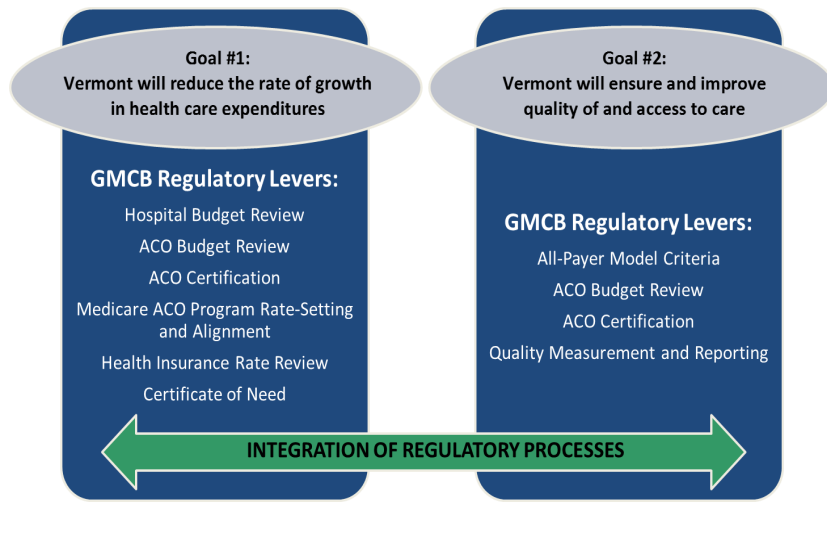 Goal #1:
Vermont will reduce the rate of growth
in health care expenditures
GMCB Regulatory Levers:
Hospital Budget Review
ACO Budget Review
ACO Certification
Medicare ACO Program Rate-Setting
and Alignment
Health Insurance Rate Review
Certificate of Need
Goal #2:
Vermont will ensure and improve
quality of and access to care
GMCB Regulatory Levers:
All-Payer Model Criteria
ACO Budget Review
ACO Certification
Quality Measurement and Reporting
INTEGRATION OF REGULATORY PROCESSES